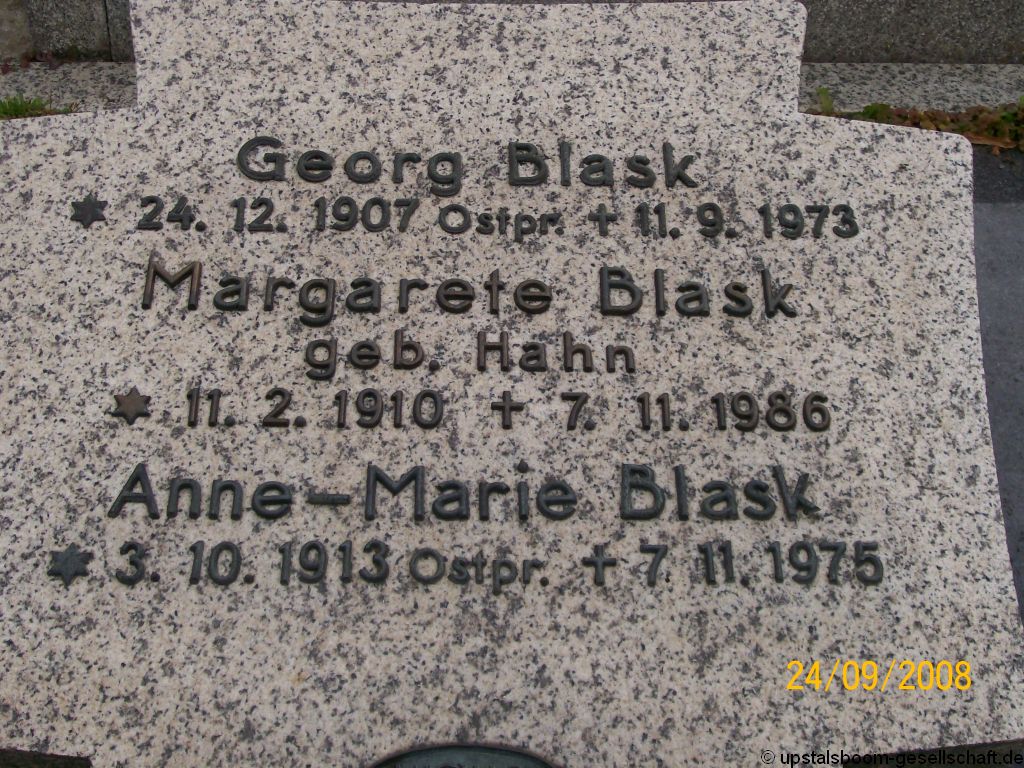 Georg Blask
* 24. 12. 1907 Ostpr. + 11. 9. 1973
Margarete Blask
geb. Hahn
* 11. 2. 1910 + 7. 11. 1986
Anne-Marie Blask
* 3. 10. 1913 Ostpr. + 7. 11. 1975
24/09/2008
© upstalsboom-gesellschaft.de